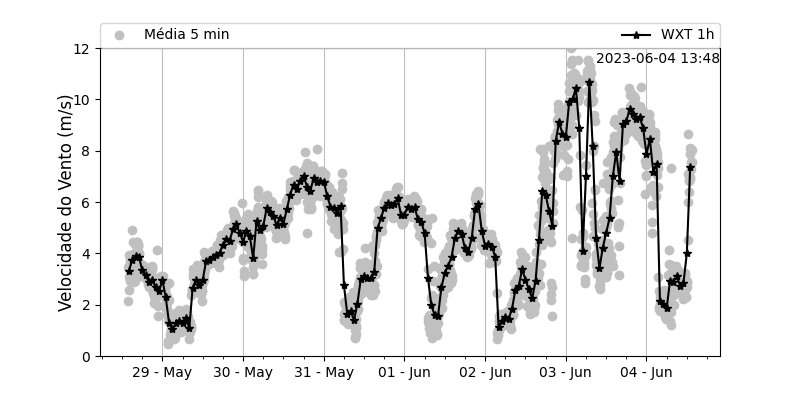 Média 5 min
WXT 1h
2023-06-04 13:48
Velocidade do Vento (m/s)
12
10
8
6
4
2
0
29 - May
30 - May
31 - May
01 - Jun
02 - Jun
03 - Jun
04 - Jun